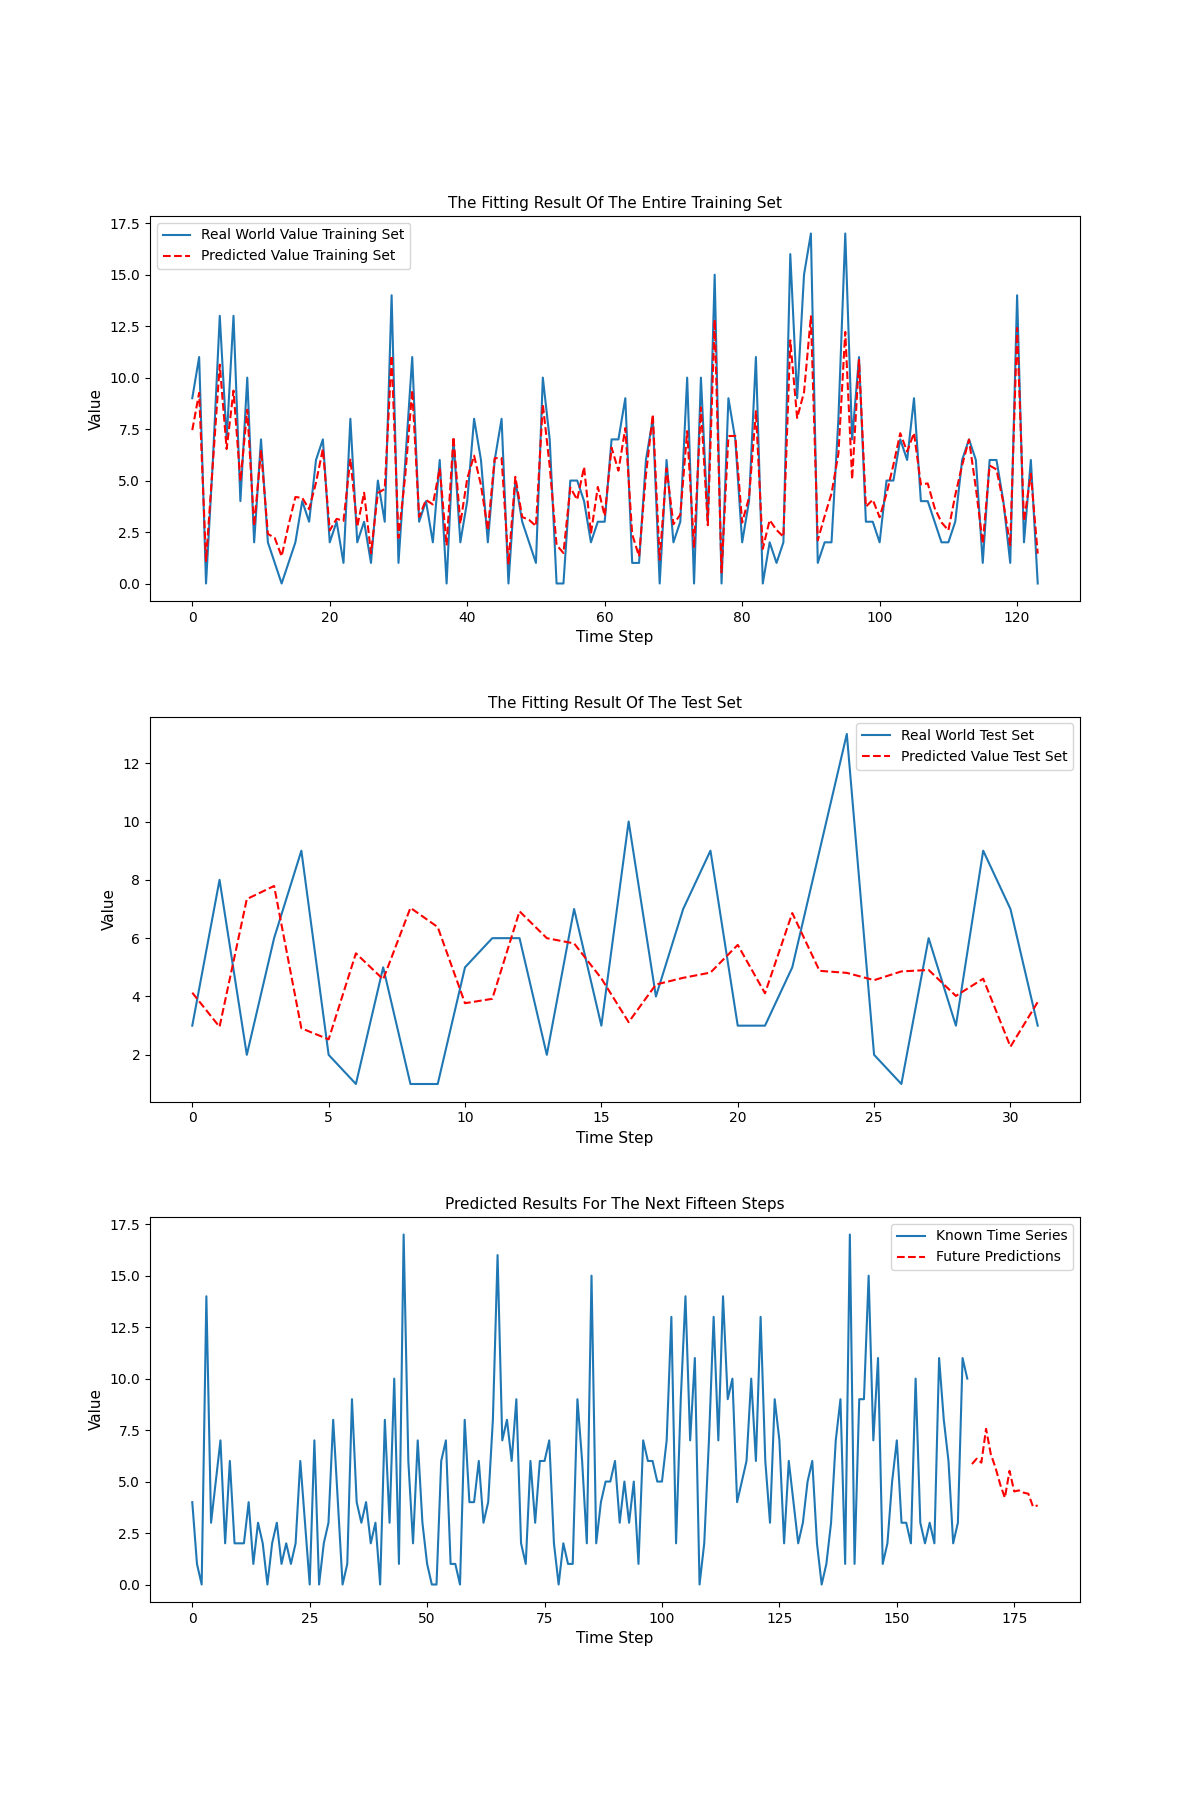 The Fitting Result Of The Entire Training Set
17.5
15.0
12.5
10.0
7.5
5.0
2.5
0.0
Value
Real World Value Training Set
Predicted Value Training Set
0 20 40 60 80 100 120
Time Step
The Fitting Result Of The Test Set
12
10
8
6
4
2
Value
Real World Test Set
Predicted Value Test Set
0 5 10 15 20 25 30
Time Step
Predicted Results For The Next Fifteen Steps
17.5
15.0
12.5
10.0
7.5
5.0
2.5
0.0
Value
Known Time Series
Future Predictions
0 25 50 75 100 125 150 175
Time Step